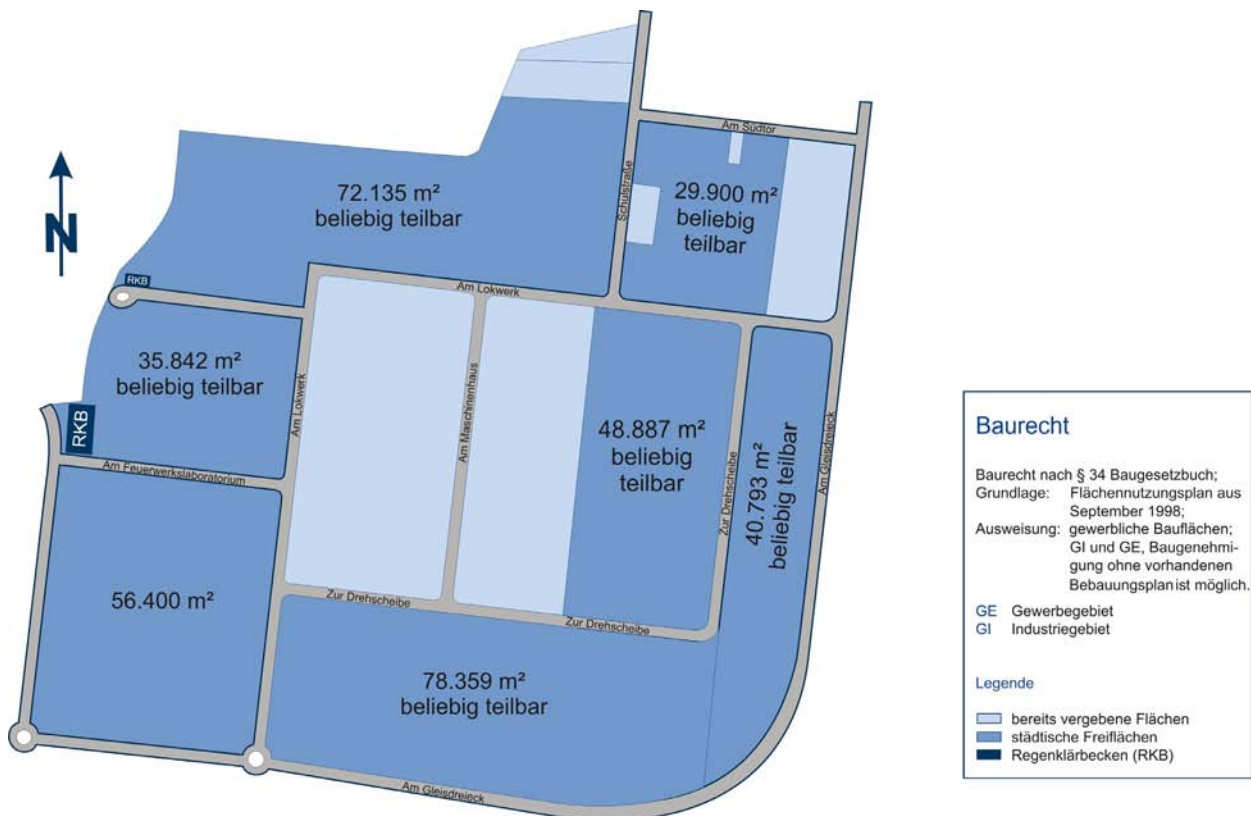 Am Südtor
72.135 m²
beliebig teilbar
Schulstraße
29.900 m²
beliebig
teilbar
N
RKB
Am Lokwerk
35.842 m²
beliebig teilbar
Am Lokwerk
Am Maschinenhaus
48.887 m²
beliebig
teilbar
Zur Drehscheibe
40.793 m²
beliebig teilbar
Am Gleisdreieck
RKB
Am Feuerwerkslaboratorium
56.400 m²
Zur Drehscheibe
Zur Drehscheibe
78.359 m²
beliebig teilbar
Am Gleisdreieck
Baurecht
Baurecht nach § 34 Baugesetzbuch;
Grundlage: Flächennutzungsplan aus
September 1998;
Ausweisung: gewerbliche Bauflächen;
GI und GE, Baugenehmi-
gung ohne vorhandenen
Bebauungsplan ist möglich.
GE Gewerbegebiet
GI Industriegebiet
Legende
bereits vergebene Flächen
städtische Freiflächen
Regenklärbecken (RKB)